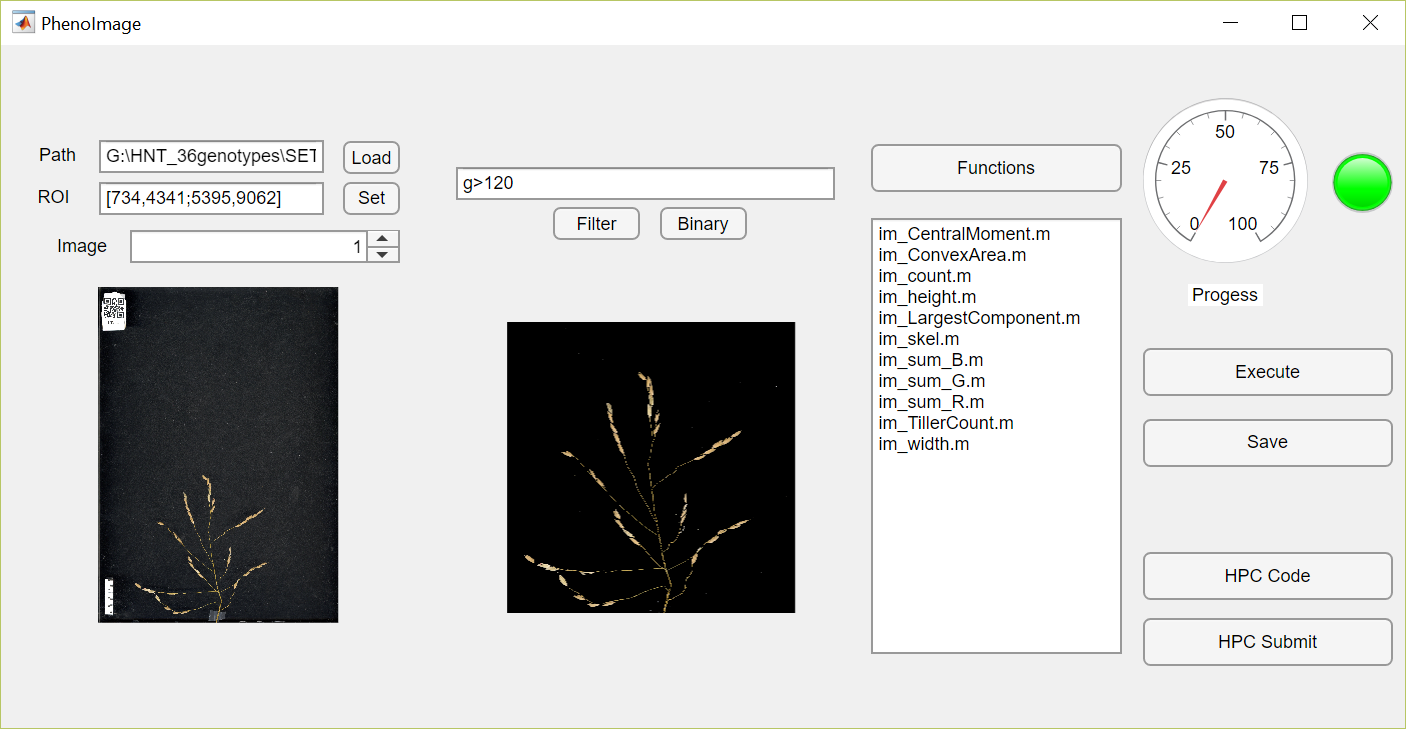 PhenoImage
Path
G:\HNT_36genotypes\SET
Load
ROI
[734,4341;5395,9062]
Set
Image
1
g>120
Filter
Binary
Functions
im_CentralMoment.m
im_ConvexArea.m
im_count.m
im_height.m
im_LargestComponent.m
im_skel.m
im_sum_B.m
im_sum_G.m
im_sum_R.m
im_TillerCount.m
im_width.m
0
25
50
75
100
Progess
Execute
Save
HPC Code
HPC Submit